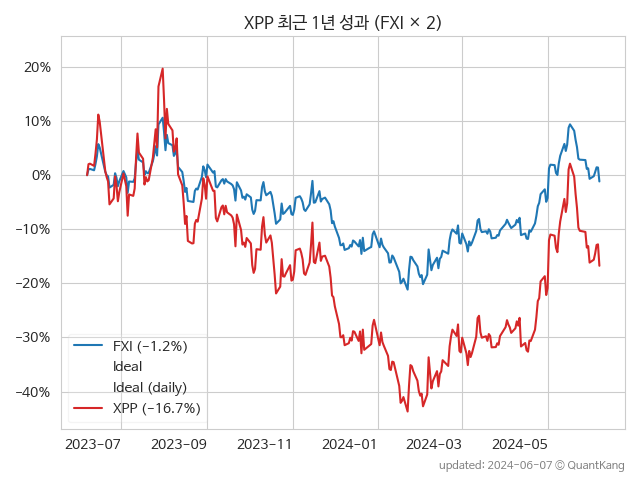 XPP 최근 1년 성과 (FXI × 2)
20%
10%
0%
−10%
−20%
−30%
−40%
FXI (−1.2%)
Ideal
Ideal (daily)
XPP (−16.7%)
2023-07 2023-09 2023-11 2024-01 2024-03 2024-05
updated: 2024-06-07 © QuantKang